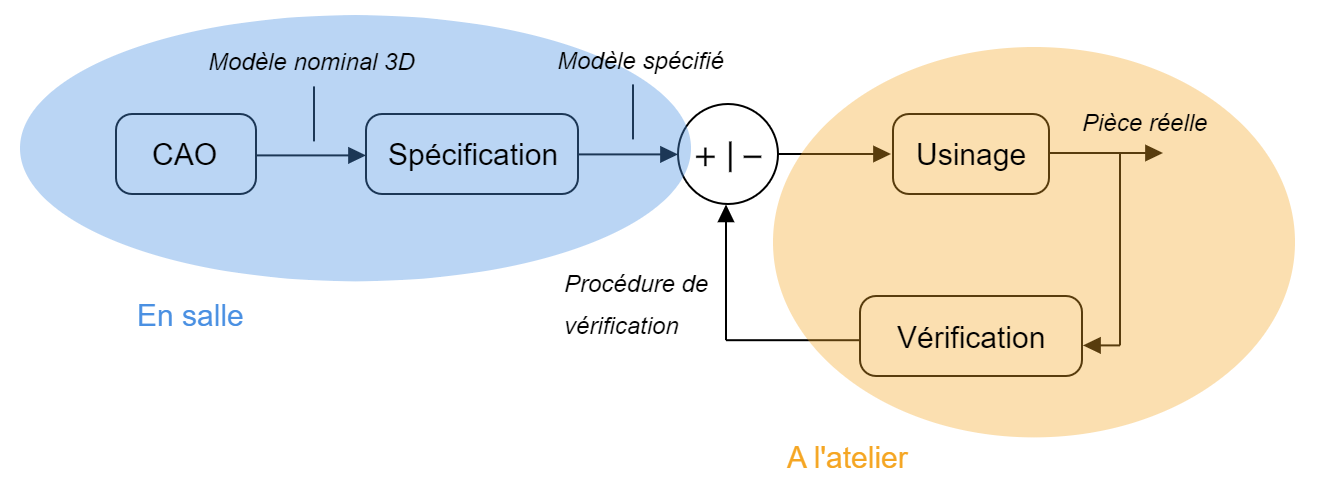 Modèle nominal 3D
Modèle spécifié
Pièce réelle
CAO
Spécification
+ | −
Usinage
Procédure de
vérification
En salle
Vérification
A l'atelier